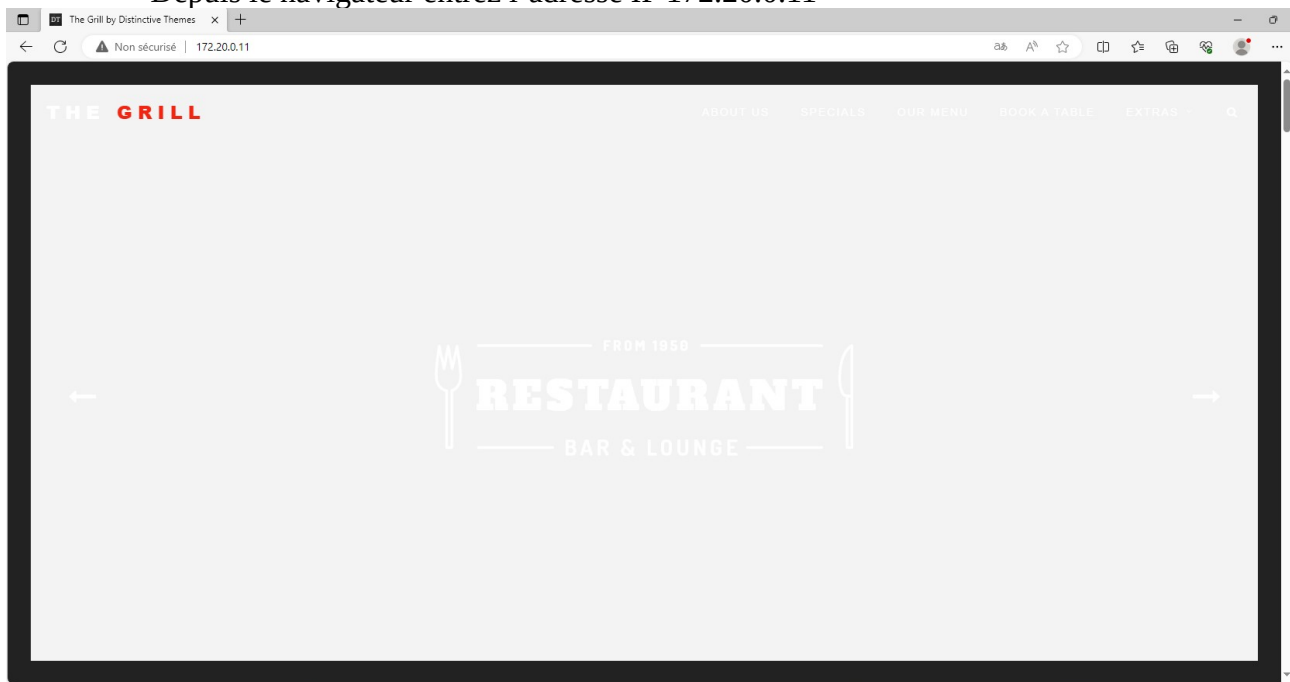 Depuis le navigateur entrez l'adresse IP 172.20.0.11
The Grill by Distinctive Themes
Non sécurisé | 172.20.0.11
THE GRILL
ABOUT US SPECIALS OUR MENU BOOK A TABLE EXTRAS
FROM 1950
RESTAURANT
BAR & LOUNGE